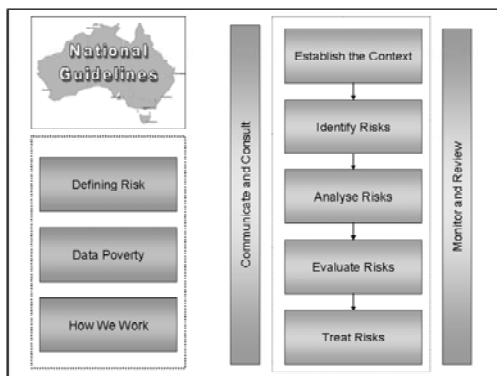 National
Guidelines
Defining Risk
Data Poverty
How We Work
Communicate and Consult
Establish the Context
Identify Risks
Analyse Risks
Evaluate Risks
Treat Risks
Monitor and Review